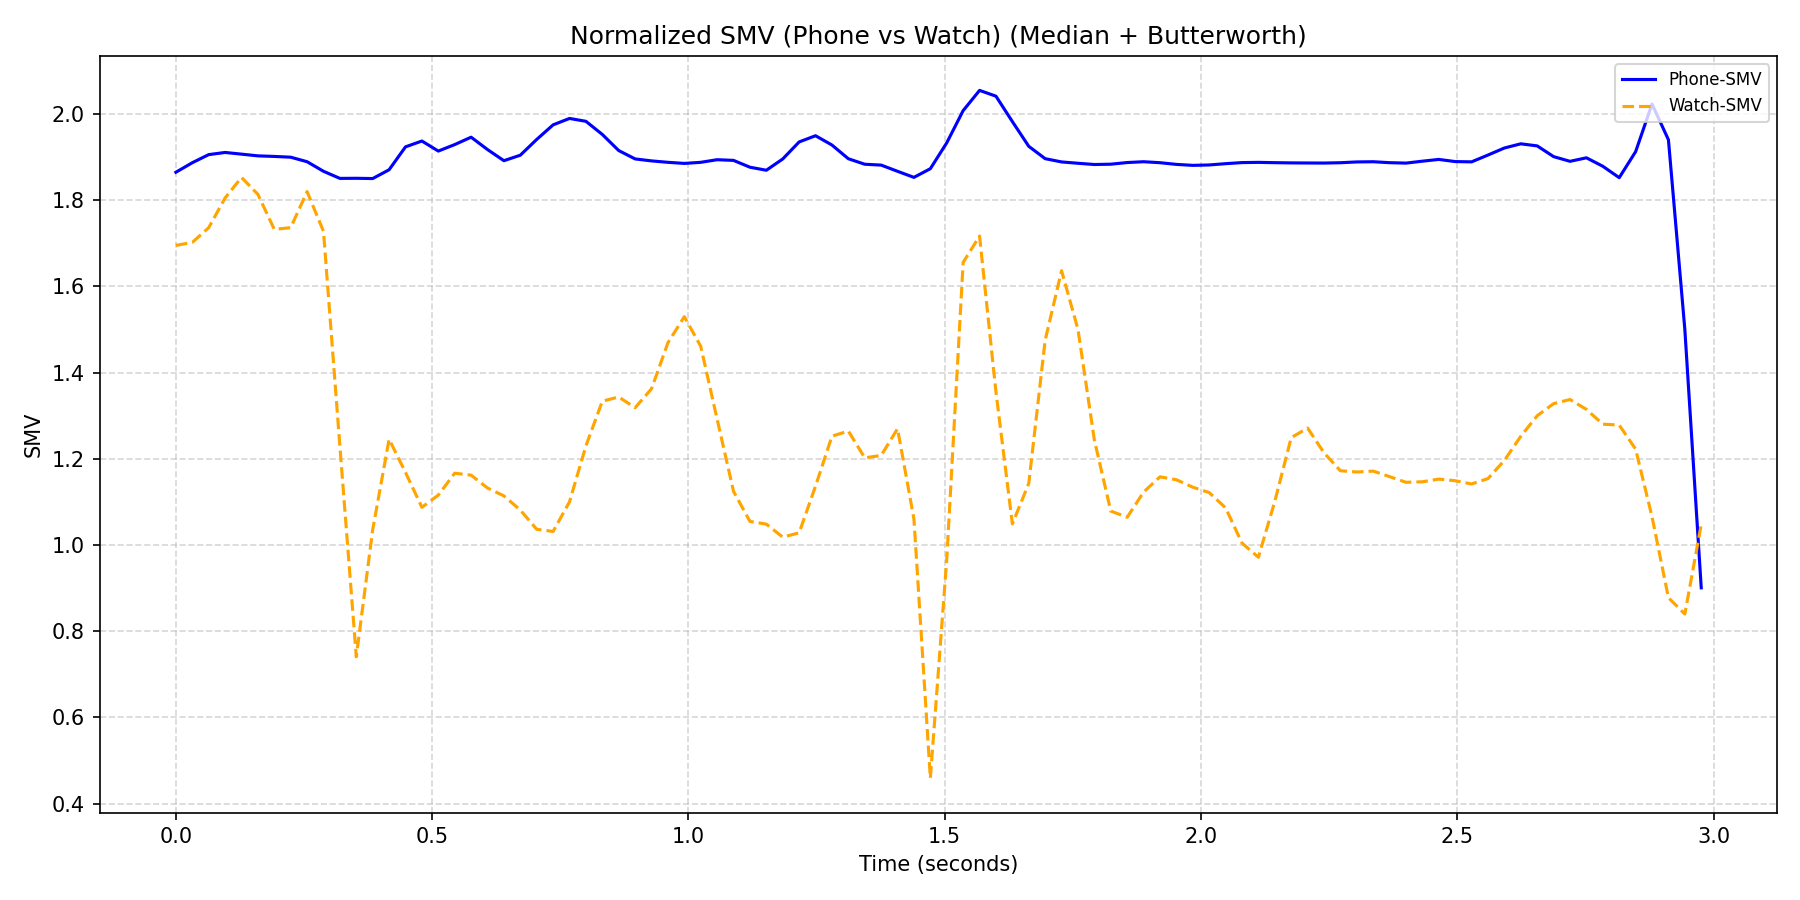 Normalized SMV (Phone vs Watch) (Median + Butterworth)
Phone-SMV
Watch-SMV
2.0
1.8
1.6
1.4
1.2
1.0
0.8
0.6
0.4
SMV
0.0 0.5 1.0 1.5 2.0 2.5 3.0
Time (seconds)